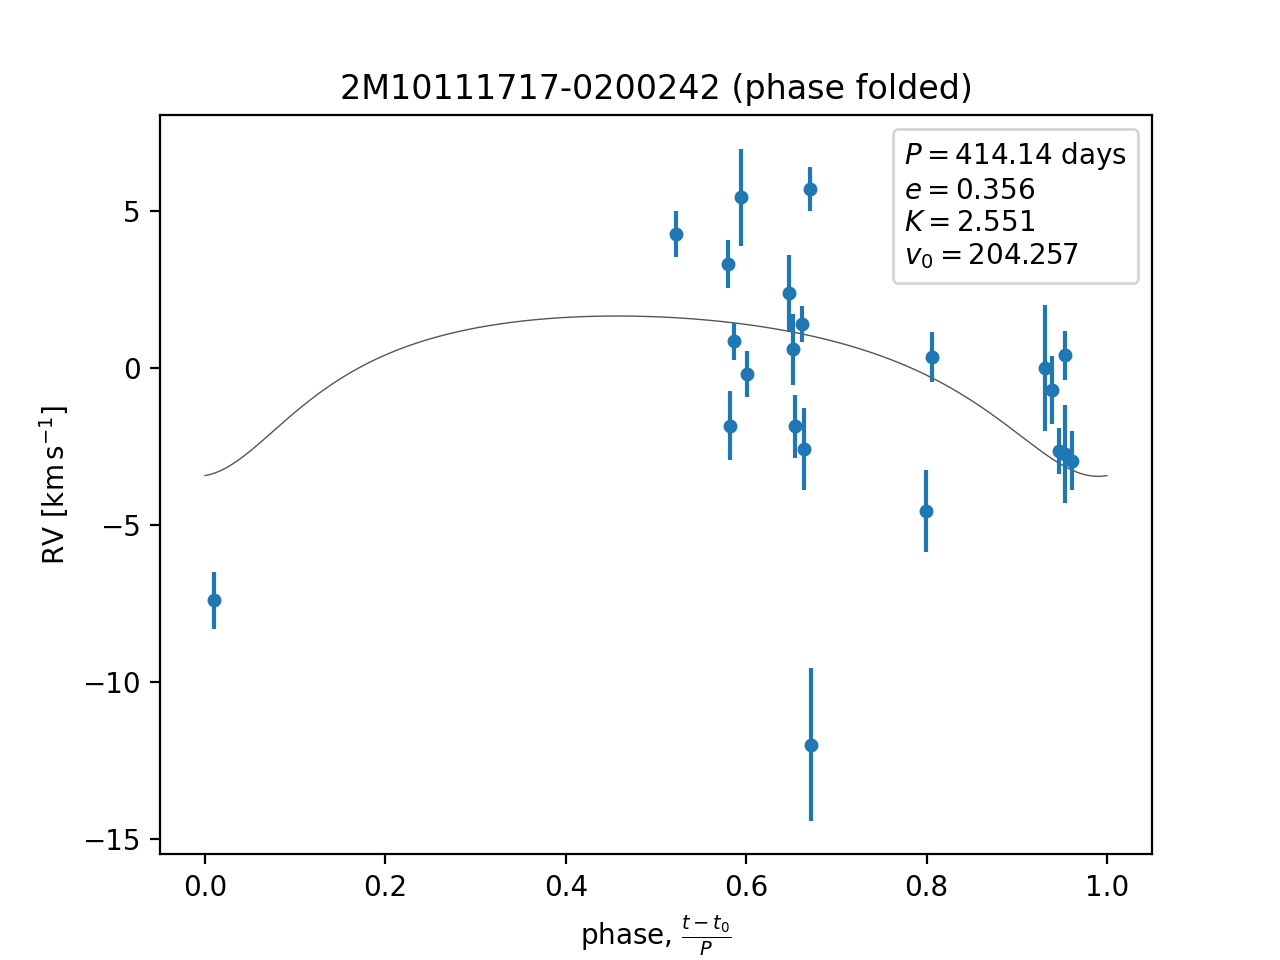 2M10111717-0200242 (phase folded)
P = 414.14 days
e = 0.356
K = 2.551
v₀ = 204.257
RV [km s⁻¹]
5
0
−5
−10
−15
0.0 0.2 0.4 0.6 0.8 1.0
phase, (t − t₀)/P